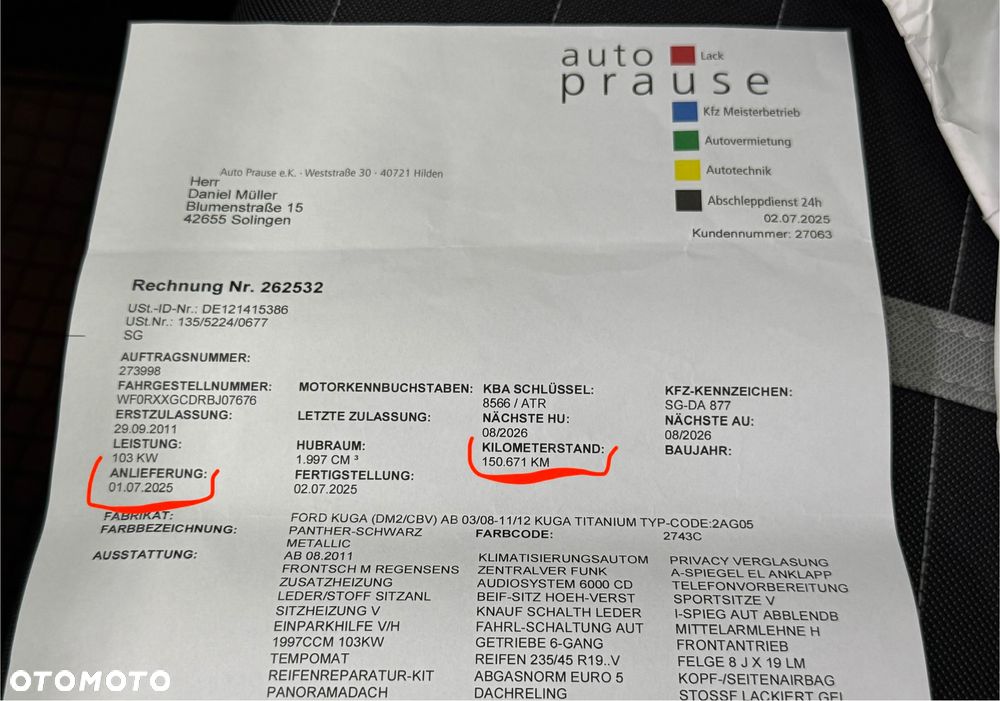 auto Lack
prause
Kfz Meisterbetrieb
Autovermietung
Autotechnik
Abschleppdienst 24h
Auto Prause e.K. · Weststraße 30 · 40721 Hilden
Herr
Daniel Müller
Blumenstraße 15
42655 Solingen
02.07.2025
Kundennummer: 27063
Rechnung Nr. 262532
USt.-ID-Nr.: DE121415386
USt.Nr.: 135/5224/0677
SG
AUFTRAGSNUMMER:
273998
FAHRGESTELLNUMMER: MOTORKENNBUCHSTABEN: KBA SCHLÜSSEL: KFZ-KENNZEICHEN:
WF0RXXGCDRBJ07676 8566 / ATR SG-DA 877
ERSTZULASSUNG: LETZTE ZULASSUNG: NÄCHSTE HU: NÄCHSTE AU:
29.09.2011 08/2026 08/2026
LEISTUNG: HUBRAUM: KILOMETERSTAND: BAUJAHR:
103 KW 1.997 CM ³ 150.671 KM
ANLIEFERUNG: FERTIGSTELLUNG:
01.07.2025 02.07.2025
FABRIKAT: FORD KUGA (DM2/CBV) AB 03/08-11/12 KUGA TITANIUM TYP-CODE:2AG05
FARBBEZEICHNUNG: PANTHER-SCHWARZ FARBCODE: 2743C
METALLIC
AUSSTATTUNG: AB 08.2011 KLIMATISIERUNGSAUTOM PRIVACY VERGLASUNG
FRONTSCH M REGENSENS ZENTRALVER FUNK A-SPIEGEL EL ANKLAPP
ZUSATZHEIZUNG AUDIOSYSTEM 6000 CD TELEFONVORBEREITUNG
LEDER/STOFF SITZANL BEIF-SITZ HOEH-VERST SPORTSITZE V
SITZHEIZUNG V KNAUF SCHALTH LEDER I-SPIEG AUT ABBLENDB
EINPARKHILFE V/H FAHRL-SCHALTUNG AUT MITTELARMLEHNE H
1997CCM 103KW GETRIEBE 6-GANG FRONTANTRIEB
TEMPOMAT REIFEN 235/45 R19..V FELGE 8 J X 19 LM
REIFENREPARATUR-KIT ABGASNORM EURO 5 KOPF-/SEITENAIRBAG
PANORAMADACH DACHRELING STOSSF LACKIERT GEL
OTOMOTO